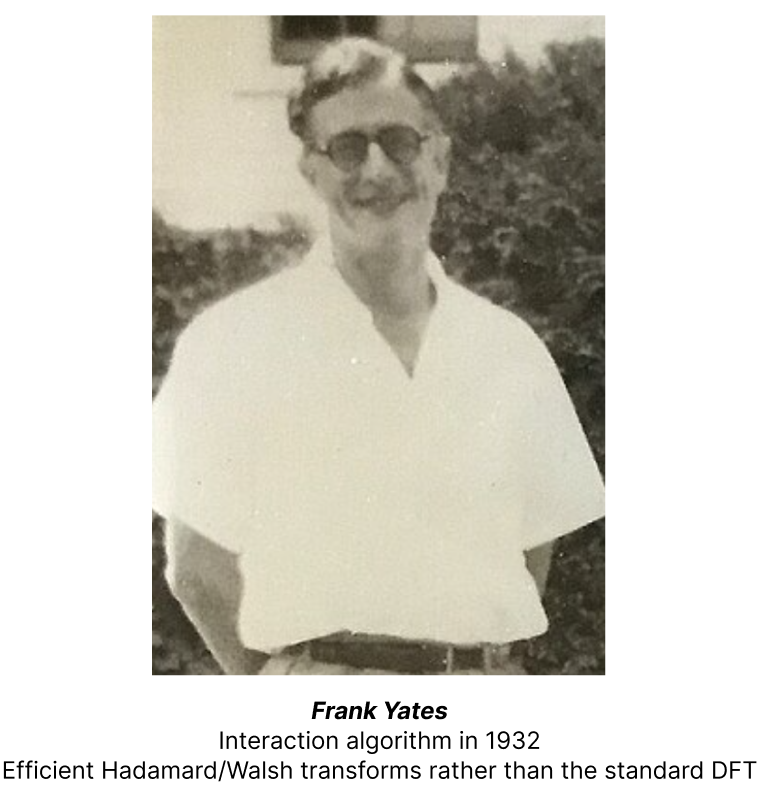 Frank Yates
Interaction algorithm in 1932
Efficient Hadamard/Walsh transforms rather than the standard DFT